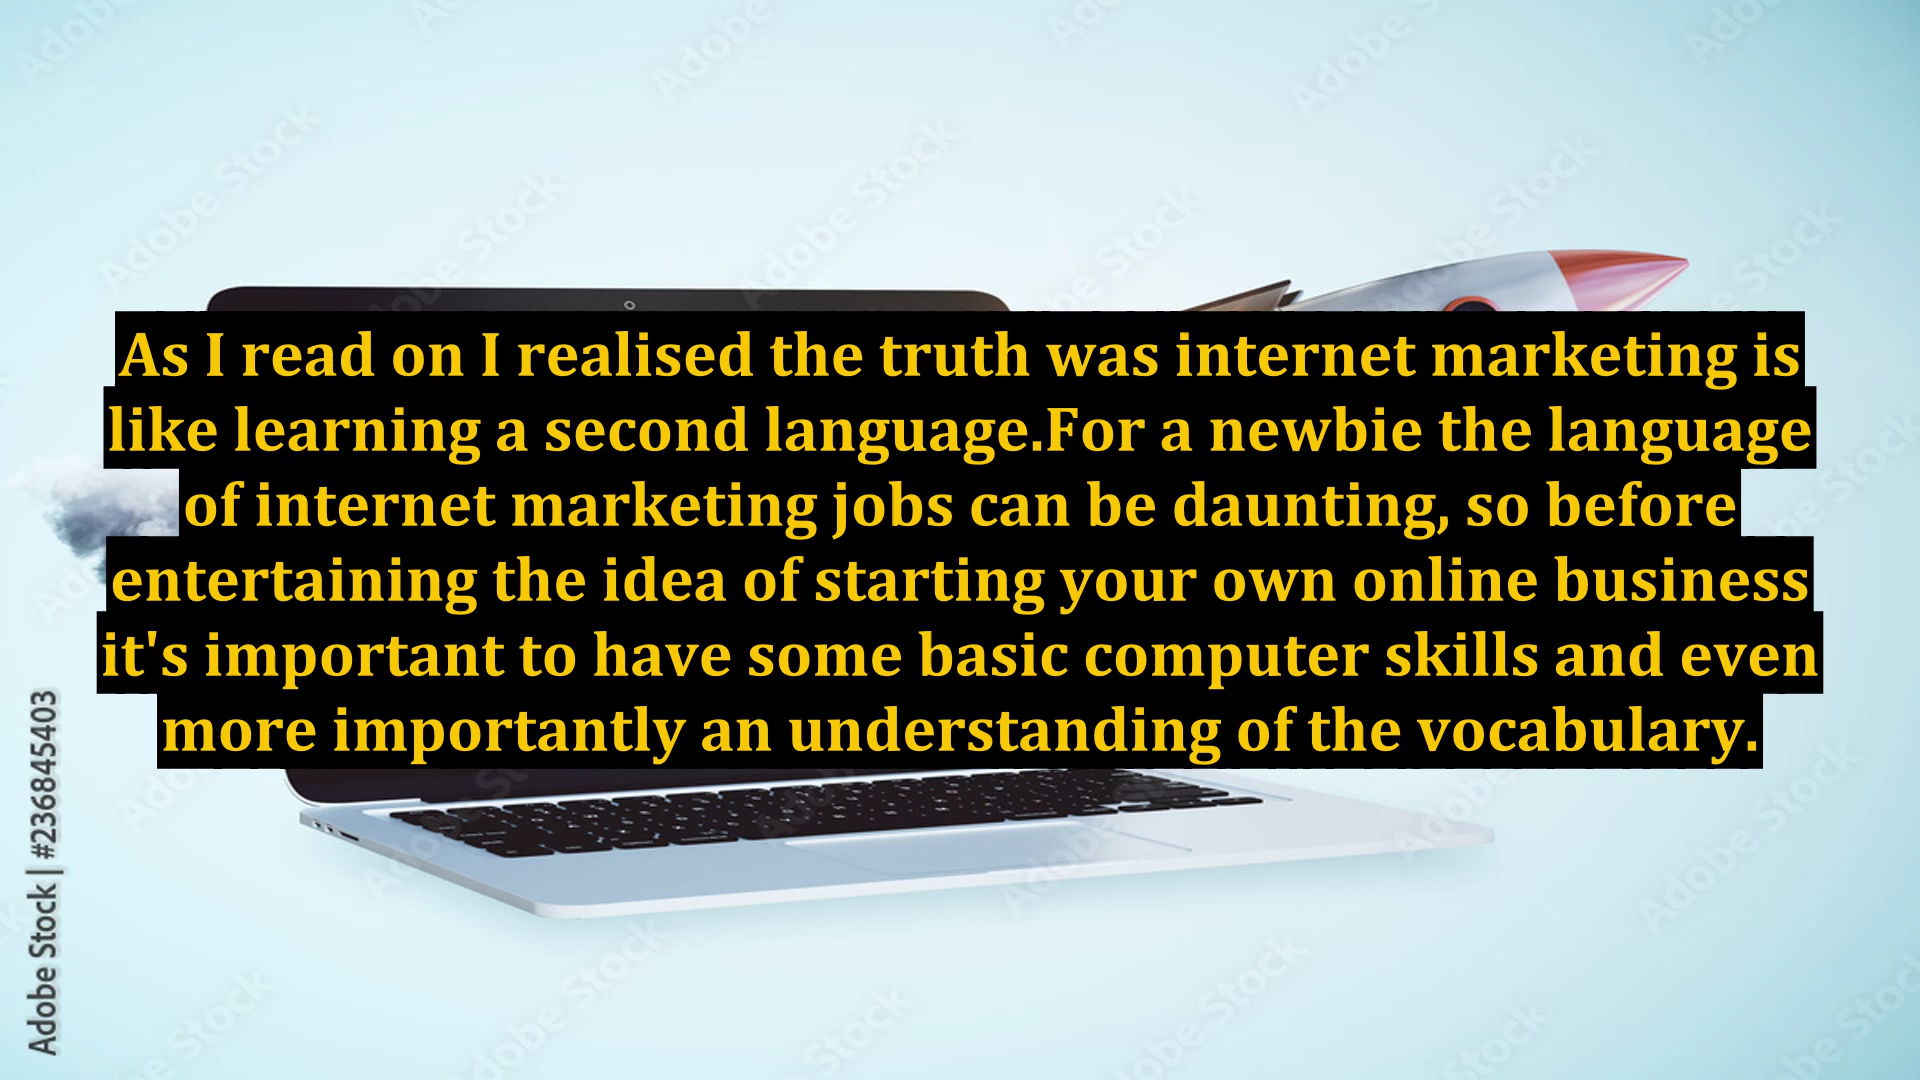 As I read on I realised the truth was internet marketing is
like learning a second language.For a newbie the language
of internet marketing jobs can be daunting, so before
entertaining the idea of starting your own online business
it's important to have some basic computer skills and even
more importantly an understanding of the vocabulary.
Adobe Stock | #236845403